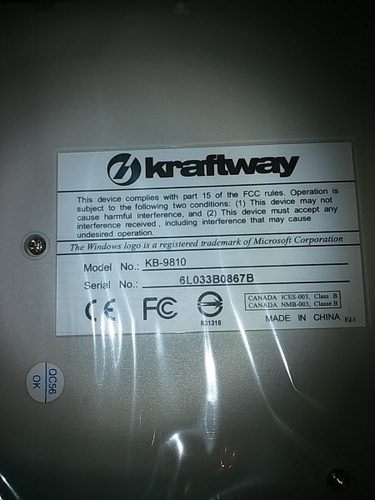 kraftway
This device complies with part 15 of the FCC rules. Operation is
subject to the following two conditions: (1) This device may not
cause harmful interference, and (2) This device must accept any
interference received, including interference that may cause
undesired operation.
The Windows logo is a registered trademark of Microsoft Corporation
Model No.: KB-9810
Serial No.: 6L033B0867B
CE FC
R31310
CANADA ICES-003, Class B
CANADA NMB-003, Classe B
MADE IN CHINA FJ-1
QC56
OK